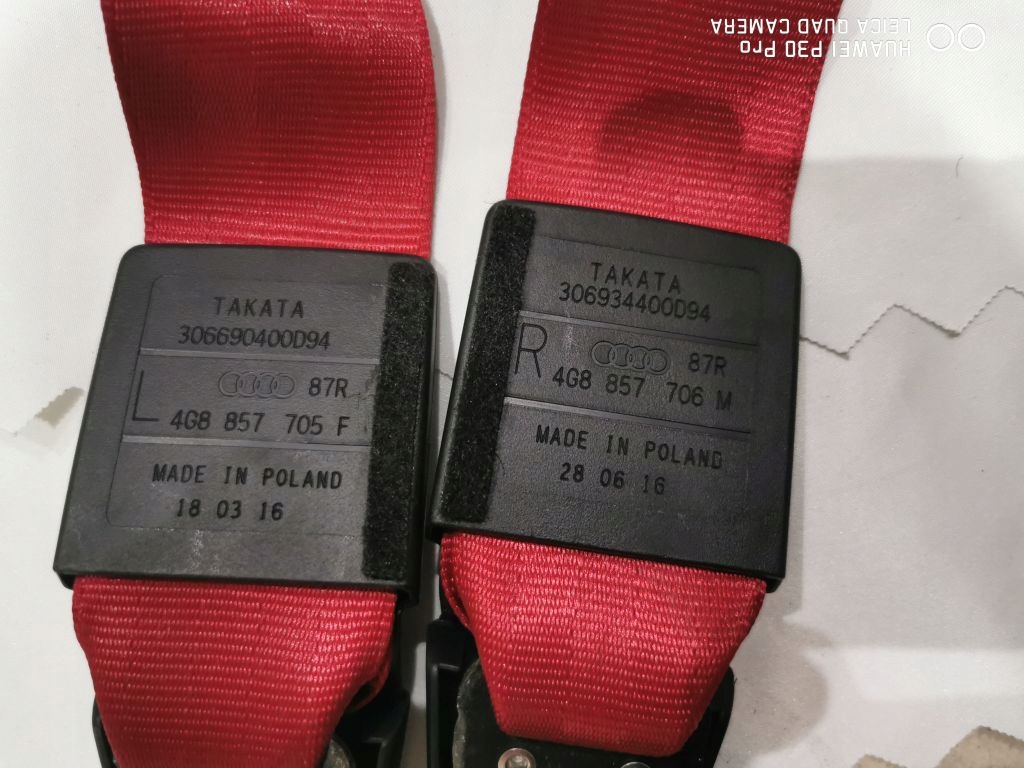 TAKATA
306690400D94
L
87R
4G8 857 705 F
MADE IN POLAND
18 03 16
TAKATA
306934400D94
R
87R
4G8 857 706 M
MADE IN POLAND
28 06 16
HUAWEI P30 Pro
LEICA QUAD CAMERA